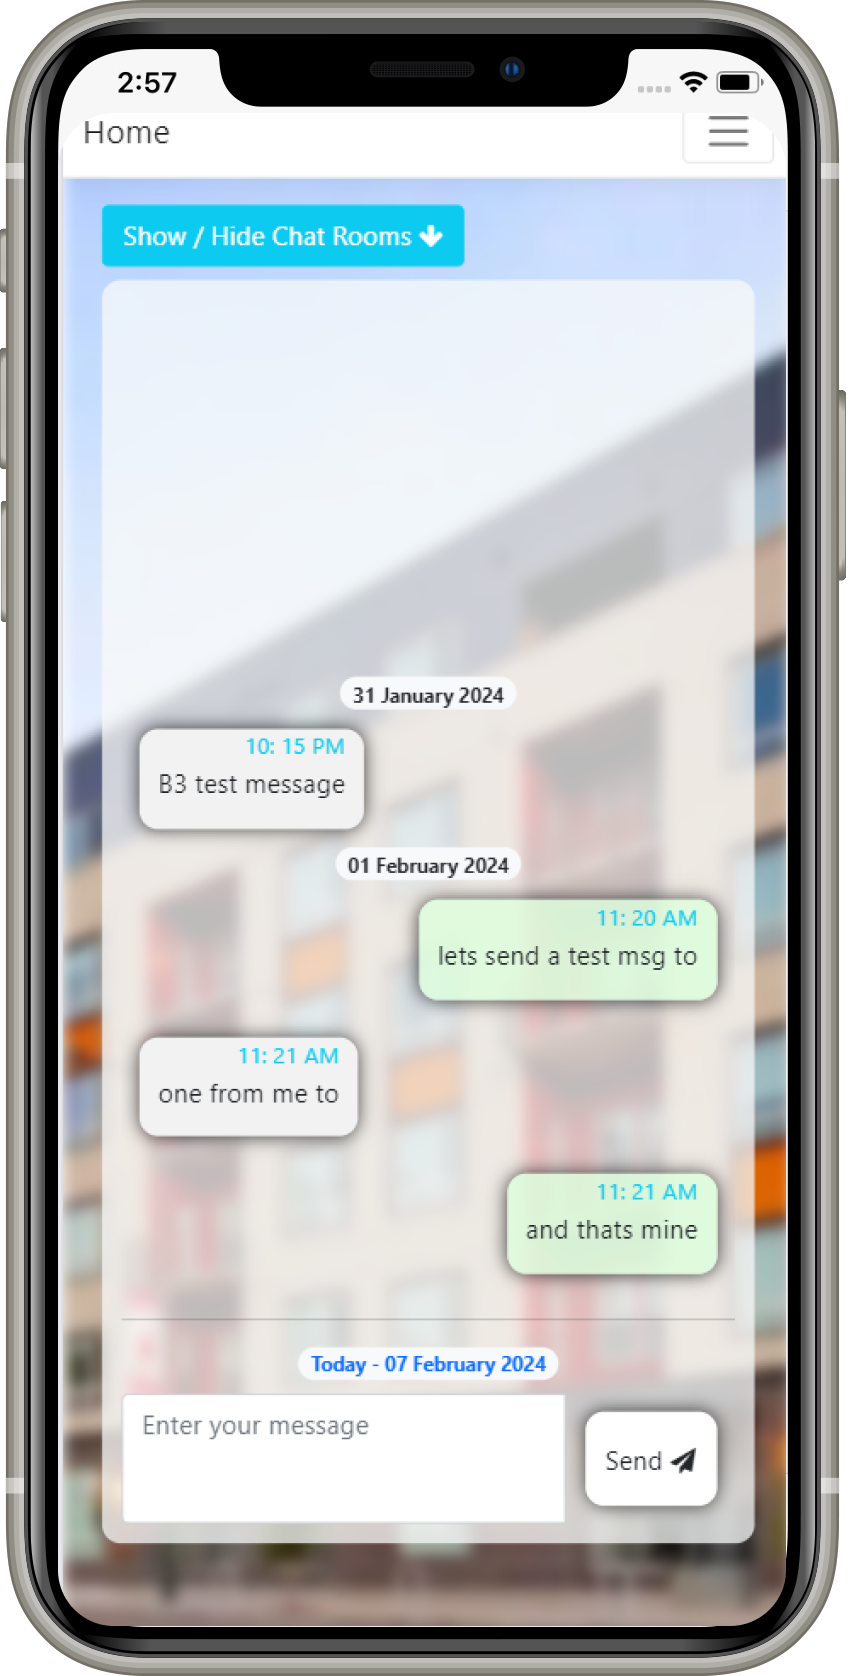 2:57
Home
Show / Hide Chat Rooms
31 January 2024
10: 15 PM
B3 test message
01 February 2024
11: 20 AM
lets send a test msg to
11: 21 AM
one from me to
11: 21 AM
and thats mine
Today - 07 February 2024
Enter your message
Send